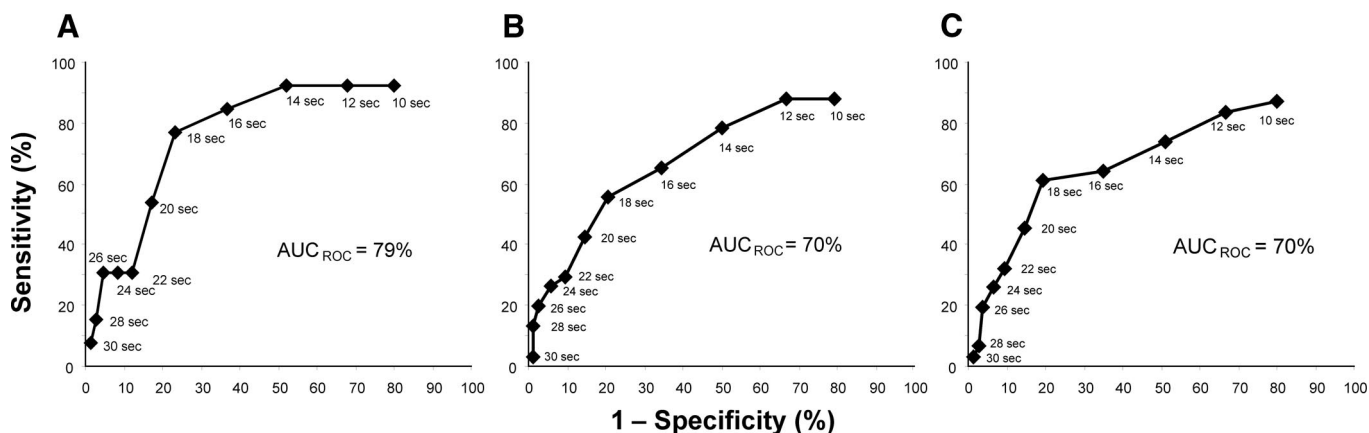 A
B
C
Sensitivity (%)
100
80
60
40
20
0
0 10 20 30 40 50 60 70 80 90 100
14 sec
12 sec
10 sec
16 sec
18 sec
20 sec
26 sec
24 sec
22 sec
28 sec
30 sec
AUC ROC = 79%
100
80
60
40
20
0
0 10 20 30 40 50 60 70 80 90 100
12 sec
10 sec
14 sec
16 sec
18 sec
20 sec
22 sec
24 sec
26 sec
28 sec
30 sec
AUC ROC = 70%
100
80
60
40
20
0
0 10 20 30 40 50 60 70 80 90 100
10 sec
12 sec
14 sec
16 sec
18 sec
20 sec
22 sec
24 sec
26 sec
28 sec
30 sec
AUC ROC = 70%
1 – Specificity (%)